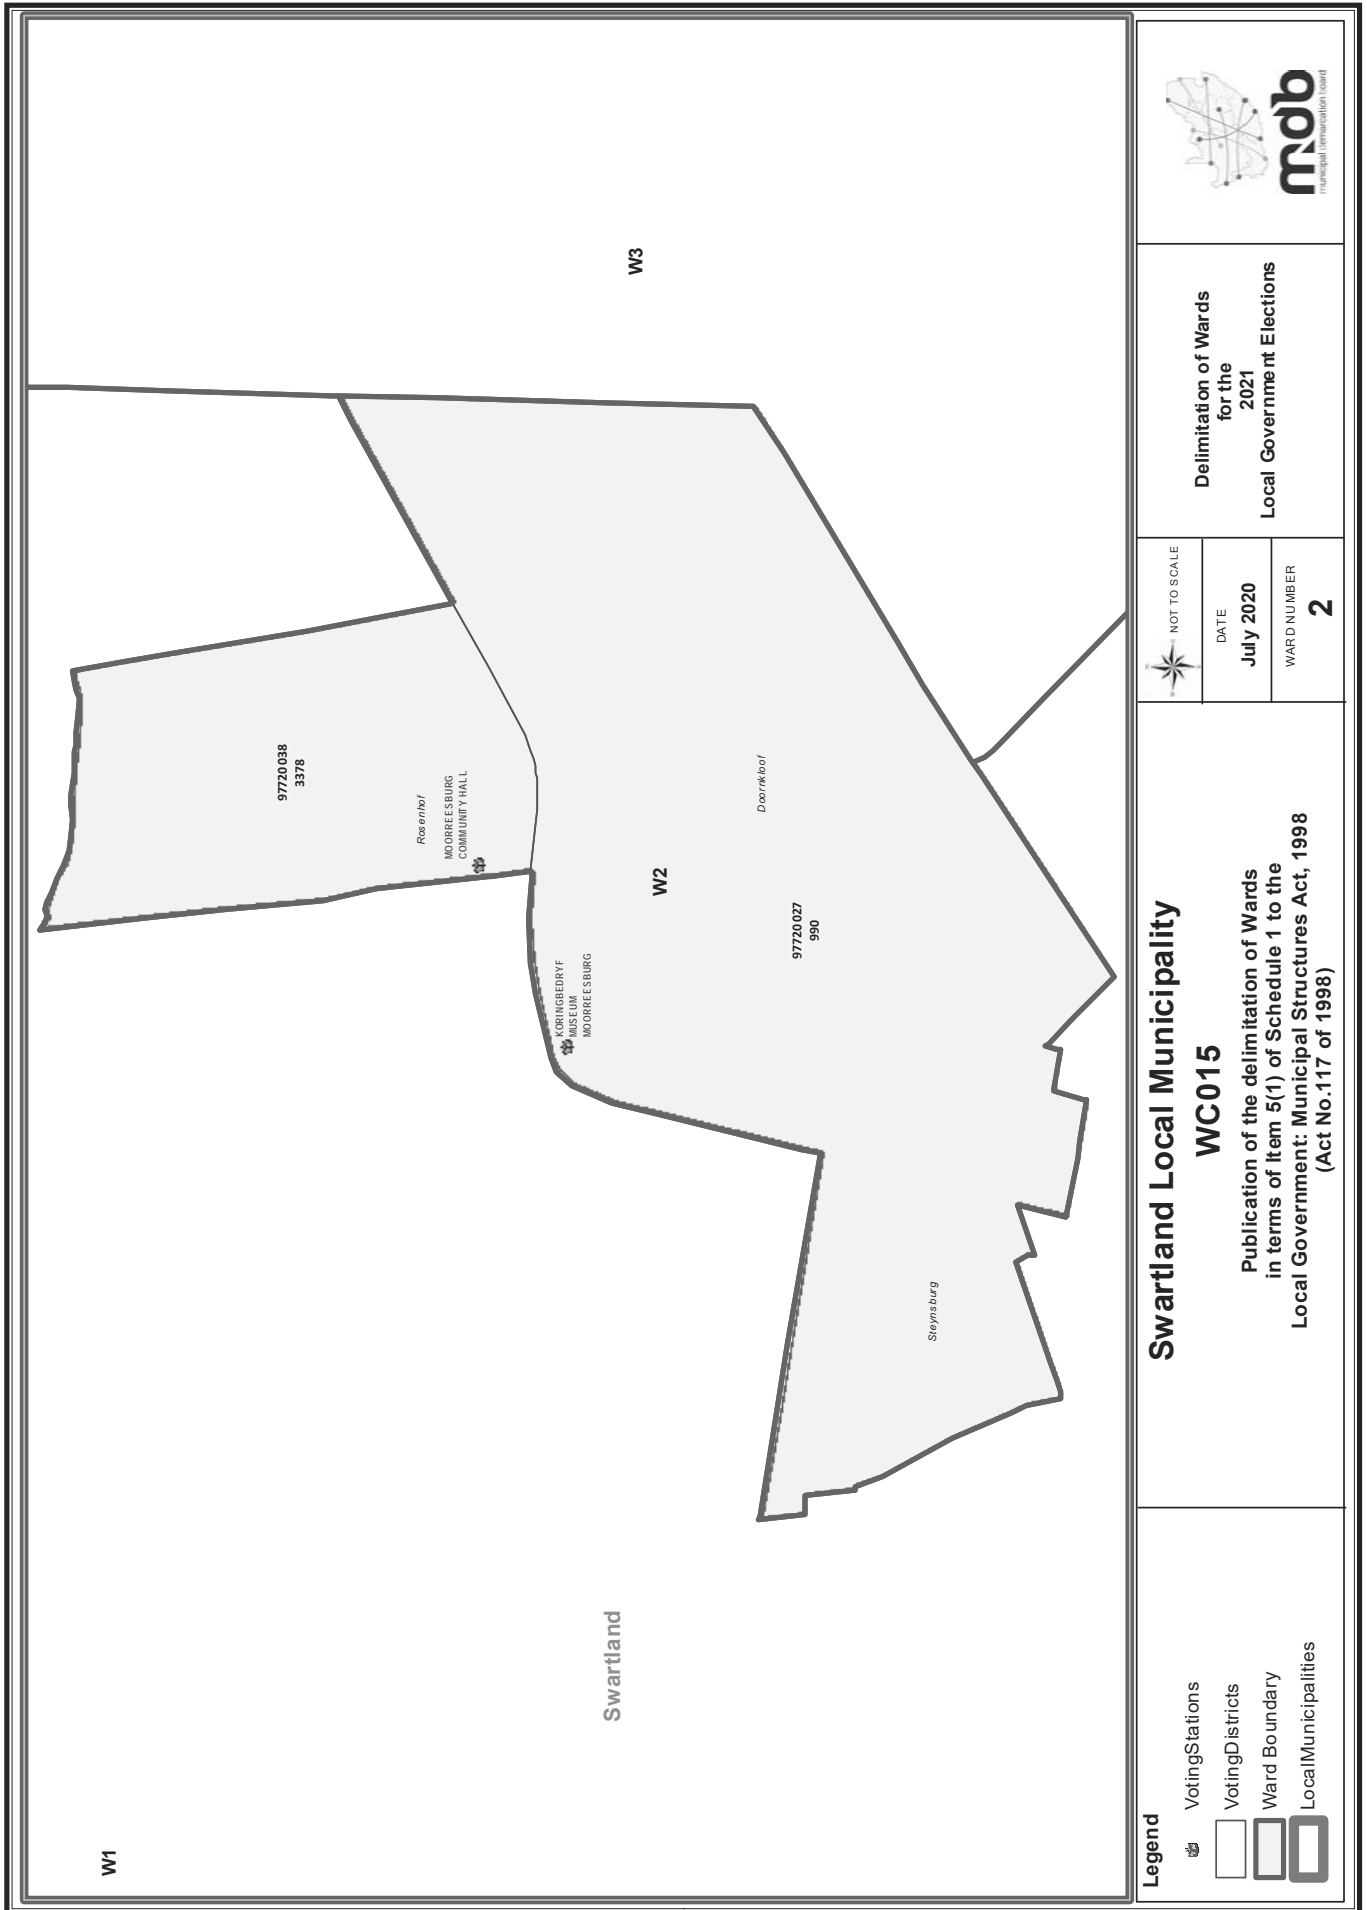 W1
Swartland
97720038
3378
Rosenhof
MOORREESBURG
COMMUNITY HALL
KORINGBEDRYF
MUSEUM
MOORREESBURG
W2
W3
Doornkloof
97720027
990
Steynsburg
Legend
VotingStations
VotingDistricts
Ward Boundary
LocalMunicipalities
Swartland Local Municipality
WC015
Publication of the delimitation of Wards
in terms of Item 5(1) of Schedule 1 to the
Local Government: Municipal Structures Act, 1998
(Act No.117 of 1998)
NOT TO SCALE
DATE
July 2020
WARD NUMBER
2
Delimitation of Wards
for the
2021
Local Government Elections
mdb
municipal demarcation board